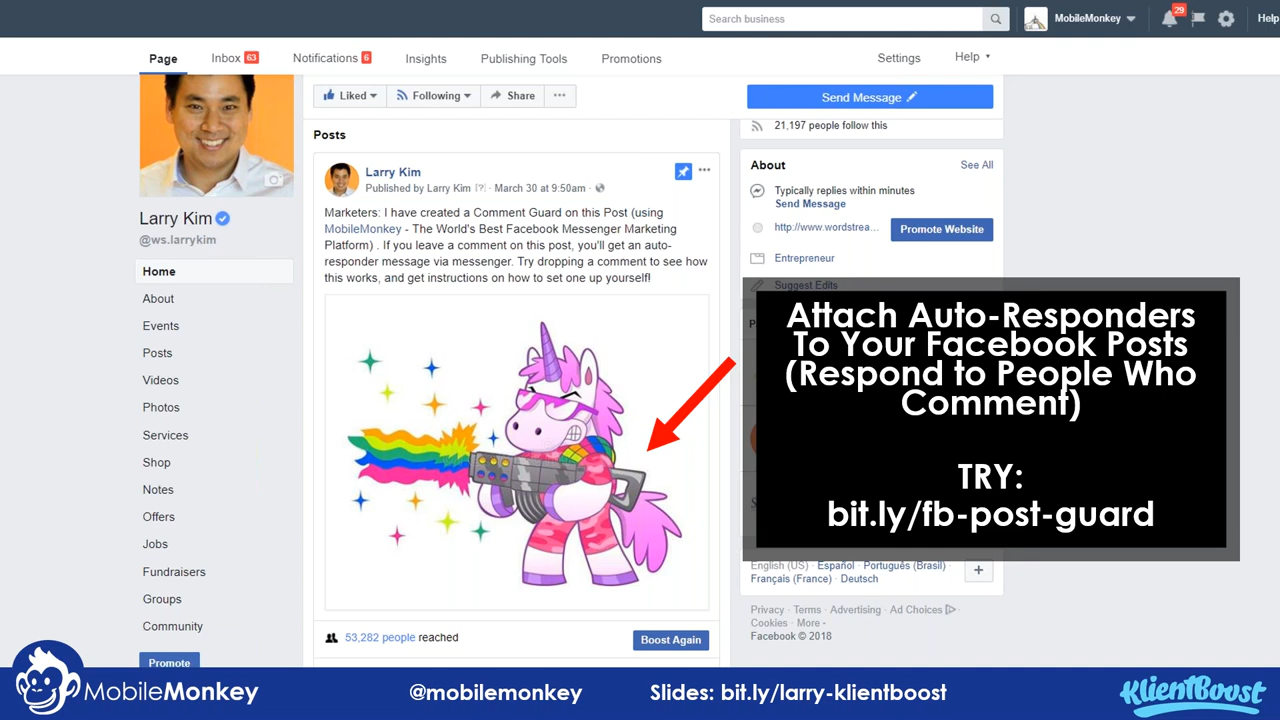 Search business
MobileMonkey
29
Help
Page
Inbox 63
Notifications 6
Insights
Publishing Tools
Promotions
Settings
Help
Liked
Following
Share
Send Message
21,197 people follow this
Posts
Larry Kim
Published by Larry Kim [?] · March 30 at 9:50am ·
Marketers: I have created a Comment Guard on this Post (using
MobileMonkey - The World's Best Facebook Messenger Marketing
Platform) . If you leave a comment on this post, you'll get an auto-
responder message via messenger. Try dropping a comment to see how
this works, and get instructions on how to set one up yourself!
53,282 people reached
Boost Again
Larry Kim
@ws.larrykim
Home
About
Events
Posts
Videos
Photos
Services
Shop
Notes
Offers
Jobs
Fundraisers
Groups
Community
Promote
About
See All
Typically replies within minutes
Send Message
http://www.wordstrea...
Promote Website
Entrepreneur
Suggest Edits
Attach Auto-Responders
To Your Facebook Posts
(Respond to People Who
Comment)
TRY:
bit.ly/fb-post-guard
English (US) · Español · Português (Brasil) ·
Français (France) · Deutsch
Privacy · Terms · Advertising · Ad Choices ·
Cookies · More
Facebook © 2018
MobileMonkey
@mobilemonkey
Slides: bit.ly/larry-klientboost
KlientBoost